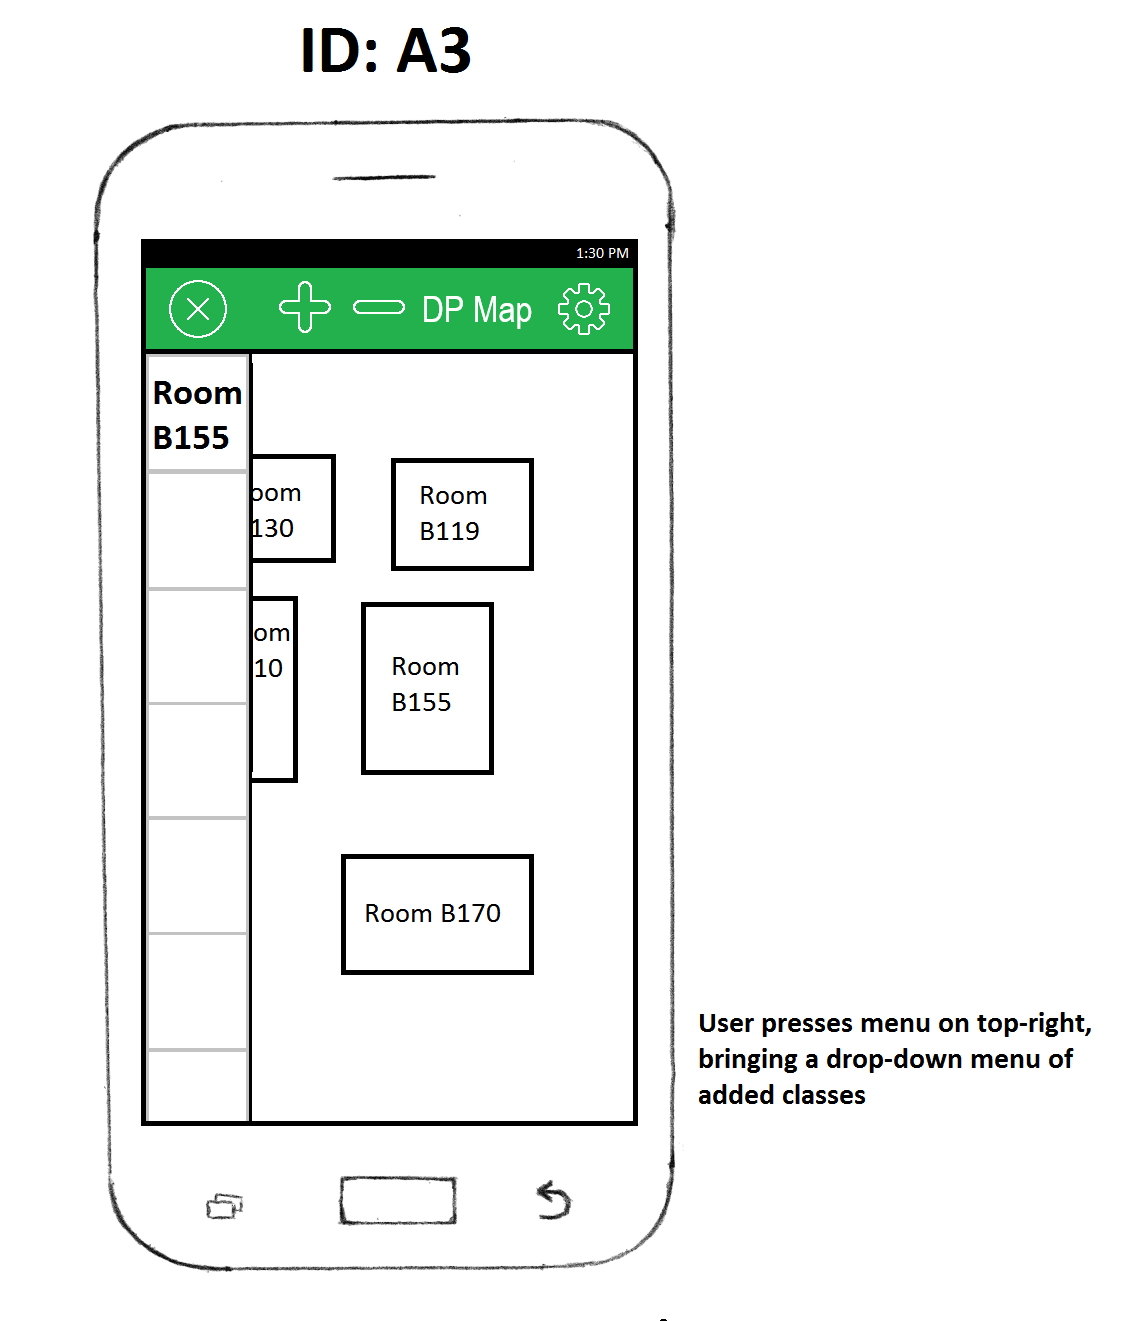 ID: A3
1:30 PM
DP Map
Room
B155
oom
130
Room
B119
om
10
Room
B155
Room B170
User presses menu on top-right,
bringing a drop-down menu of
added classes